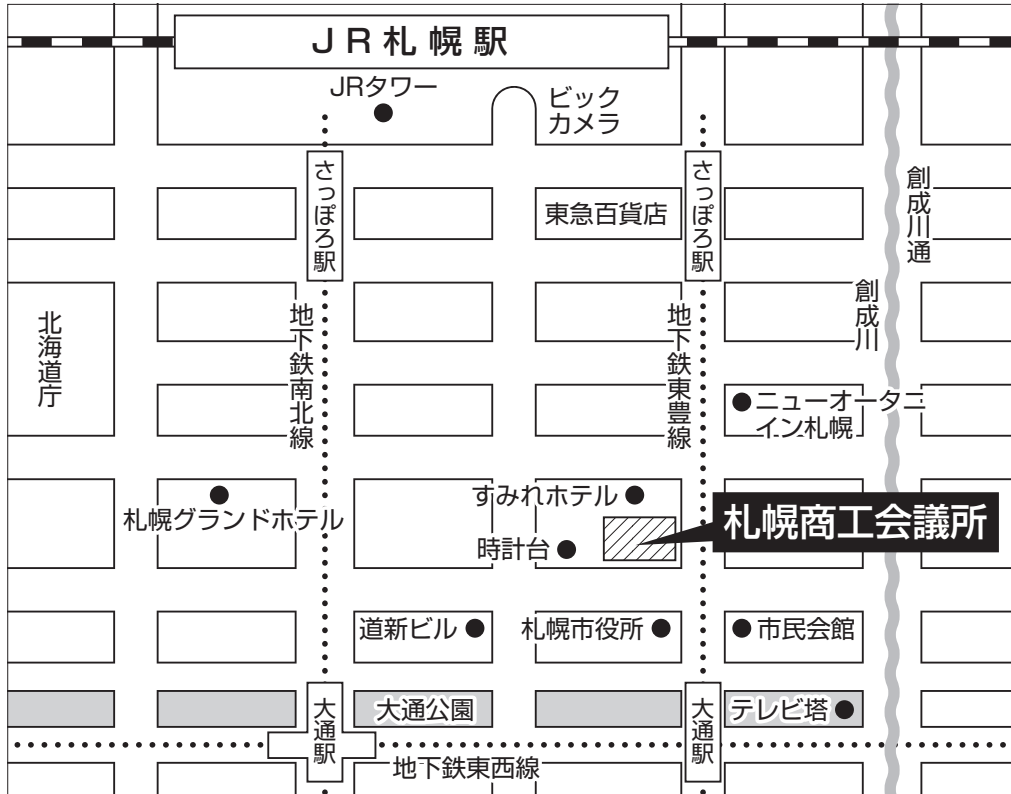 JR札幌駅
JRタワー
ビック
カメラ
さっぽろ駅
東急百貨店
さっぽろ駅
創成川通
北海道庁
地下鉄南北線
地下鉄東豊線
創成川
ニューオータニ
イン札幌
札幌グランドホテル
すみれホテル
札幌商工会議所
時計台
道新ビル
札幌市役所
市民会館
大通駅
大通公園
大通駅
テレビ塔
地下鉄東西線